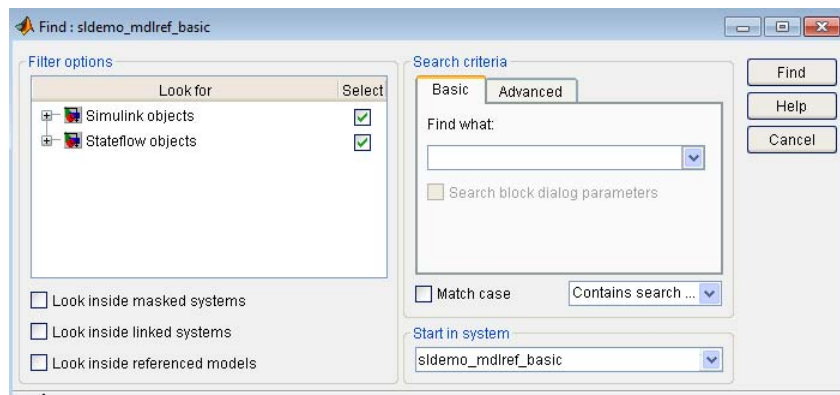 Find : sldemo_mdlref_basic
Filter options
Look for Select
Simulink objects
Stateflow objects
Look inside masked systems
Look inside linked systems
Look inside referenced models
Search criteria
Basic Advanced
Find what:
Search block dialog parameters
Match case Contains search ...
Start in system
sldemo_mdlref_basic
Find
Help
Cancel